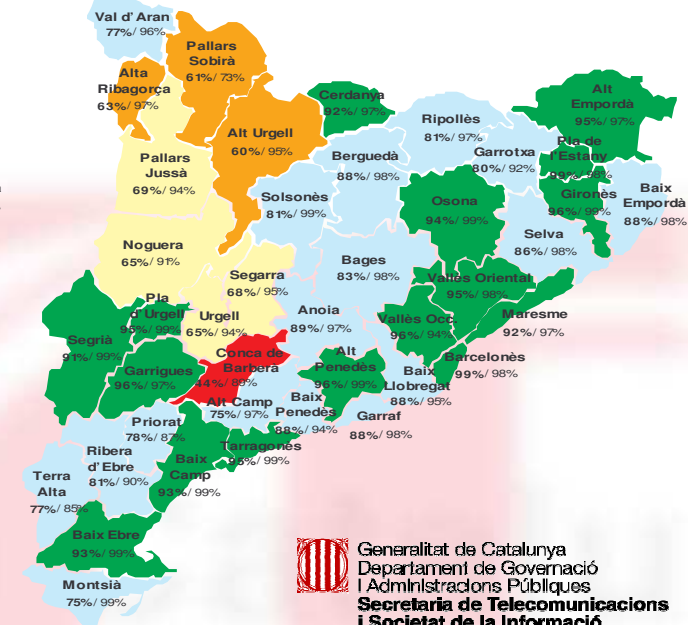 Val d'Aran
77%/ 96%
Pallars
Sobirà
61%/ 73%
Alta
Ribagorça
63%/ 97%
Cerdanya
92%/ 97%
Alt
Empordà
95%/ 97%
Ripollès
81%/ 97%
Alt Urgell
60%/ 95%
Pla de
l'Estany
99%/ 98%
Garrotxa
80%/ 92%
Berguedà
88%/ 98%
Pallars
Jussà
69%/ 94%
Gironès
96%/ 99%
Baix
Empordà
88%/ 98%
Solsonès
81%/ 99%
Osona
94%/ 99%
Selva
86%/ 98%
Noguera
65%/ 91%
Bages
83%/ 98%
Segarra
68%/ 95%
Vallès Oriental
95%/ 98%
Pla
d'Urgell
95%/ 99%
Urgell
65%/ 94%
Anoia
89%/ 97%
Vallès Occ.
96%/ 94%
Maresme
92%/ 97%
Segrià
91%/ 99%
Conca de
Barberà
44%/ 89%
Alt
Penedès
96%/ 99%
Barcelonès
99%/ 98%
Garrigues
96%/ 97%
Baix
Llobregat
88%/ 95%
Alt Camp
75%/ 97%
Baix
Penedès
88%/ 94%
Garraf
88%/ 98%
Priorat
78%/ 87%
Tarragonès
95%/ 99%
Ribera
d'Ebre
81%/ 90%
Baix
Camp
93%/ 99%
Terra
Alta
77%/ 85%
Baix Ebre
93%/ 99%
Montsià
75%/ 99%
Generalitat de Catalunya
Departament de Governació
i Administracions Públiques
Secretaria de Telecomunicacions
i Societat de la Informació